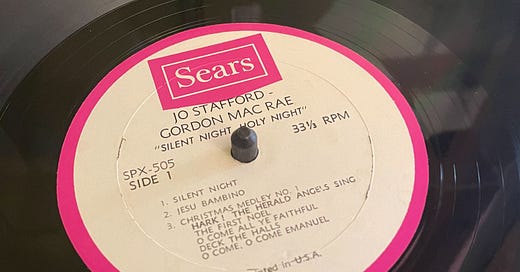 Sears
JO STAFFORD -
GORDON MAC RAE
"SILENT NIGHT, HOLY NIGHT"
SPX-505
SIDE 1
33⅓ RPM
1. SILENT NIGHT
2. JESU BAMBINO
3. CHRISTMAS MEDLEY NO. 1
HARK! THE HERALD ANGELS SING
THE FIRST NOEL
O COME ALL YE FAITHFUL
DECK THE HALLS
O COME, O COME EMANUEL
in U.S.A.